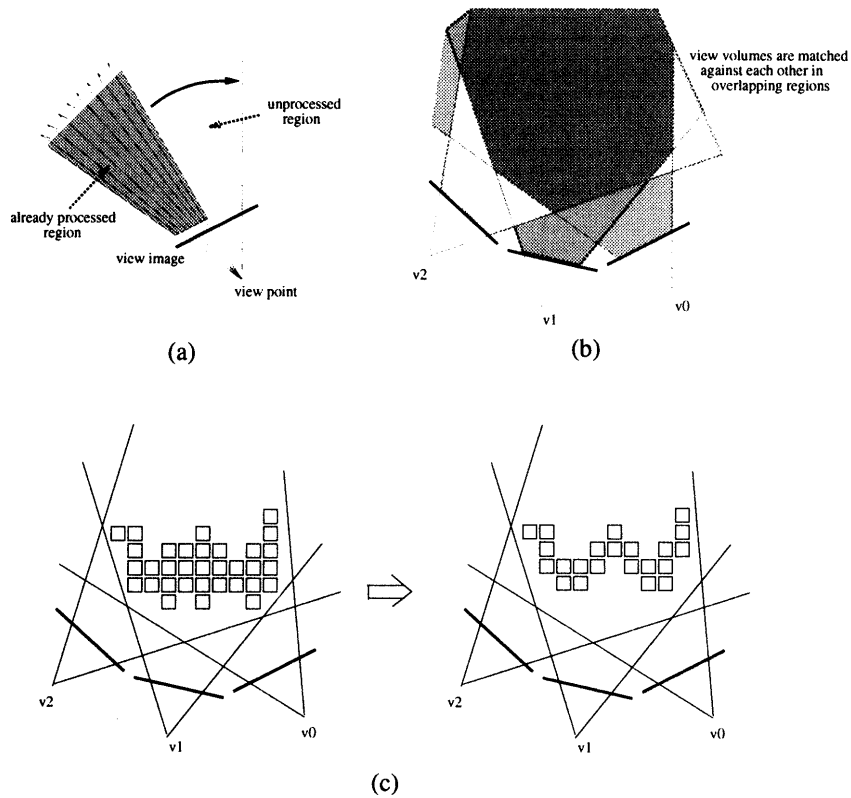 unprocessed
region
already processed
region
view image
view point
(a)
view volumes are matched
against each other in
overlapping regions
v2
v1
v0
(b)
v2
v1
v0
v2
v1
v0
(c)